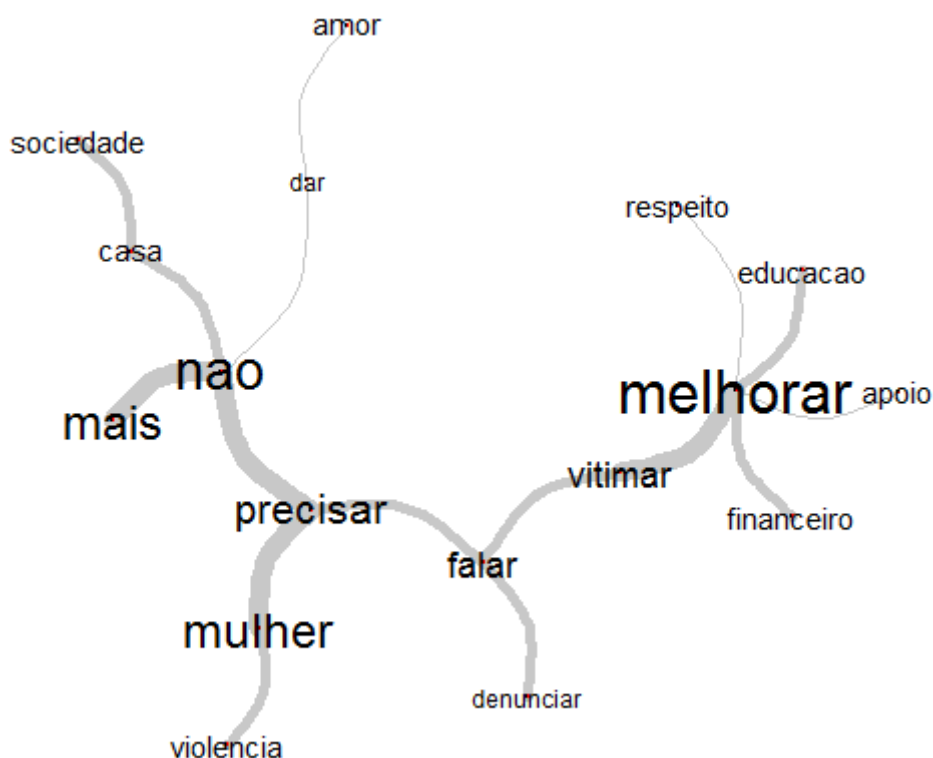 amor
sociedade
dar
respeito
casa
educacao
nao
melhorar
apoio
mais
vitimar
precisar
financeiro
falar
mulher
denunciar
violencia